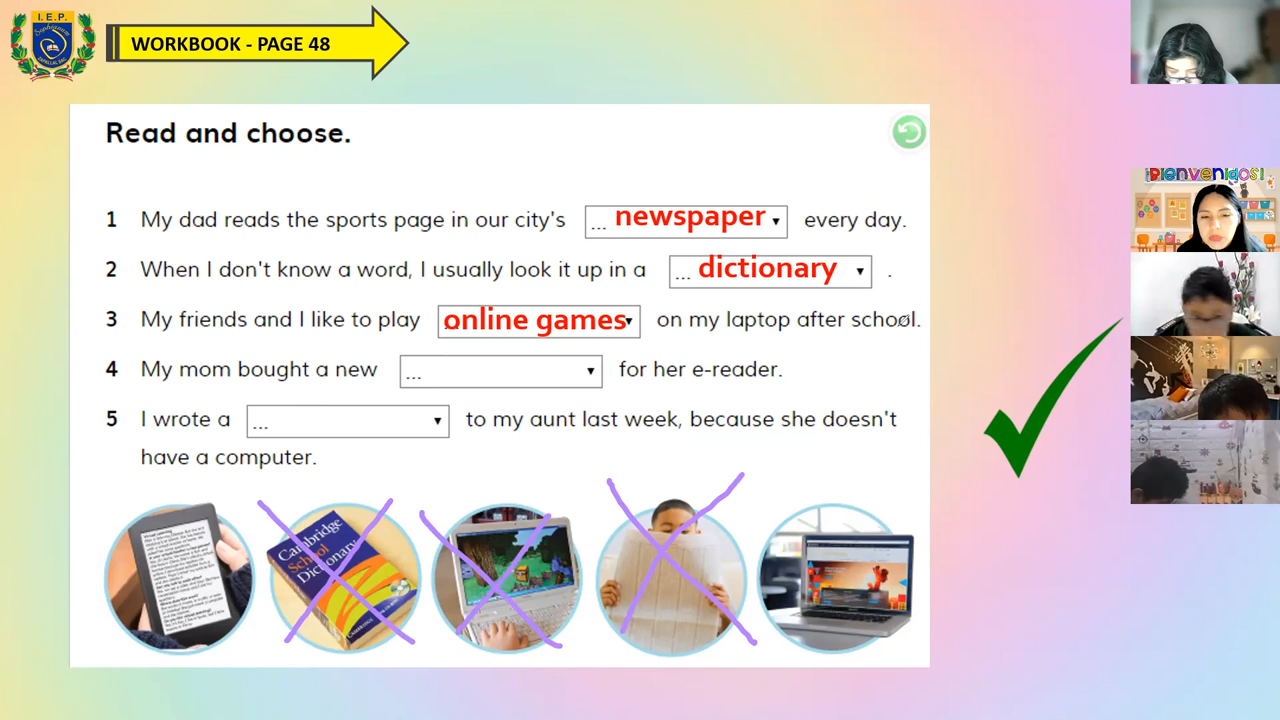 I. E. P.
WORKBOOK - PAGE 48
¡BIENVENIDOS!
Read and choose.
1 My dad reads the sports page in our city's ... newspaper every day.
2 When I don't know a word, I usually look it up in a ... dictionary .
3 My friends and I like to play online games on my laptop after school.
4 My mom bought a new ... for her e-reader.
5 I wrote a ... to my aunt last week, because she doesn't
have a computer.
Cambridge
School
Dictionary